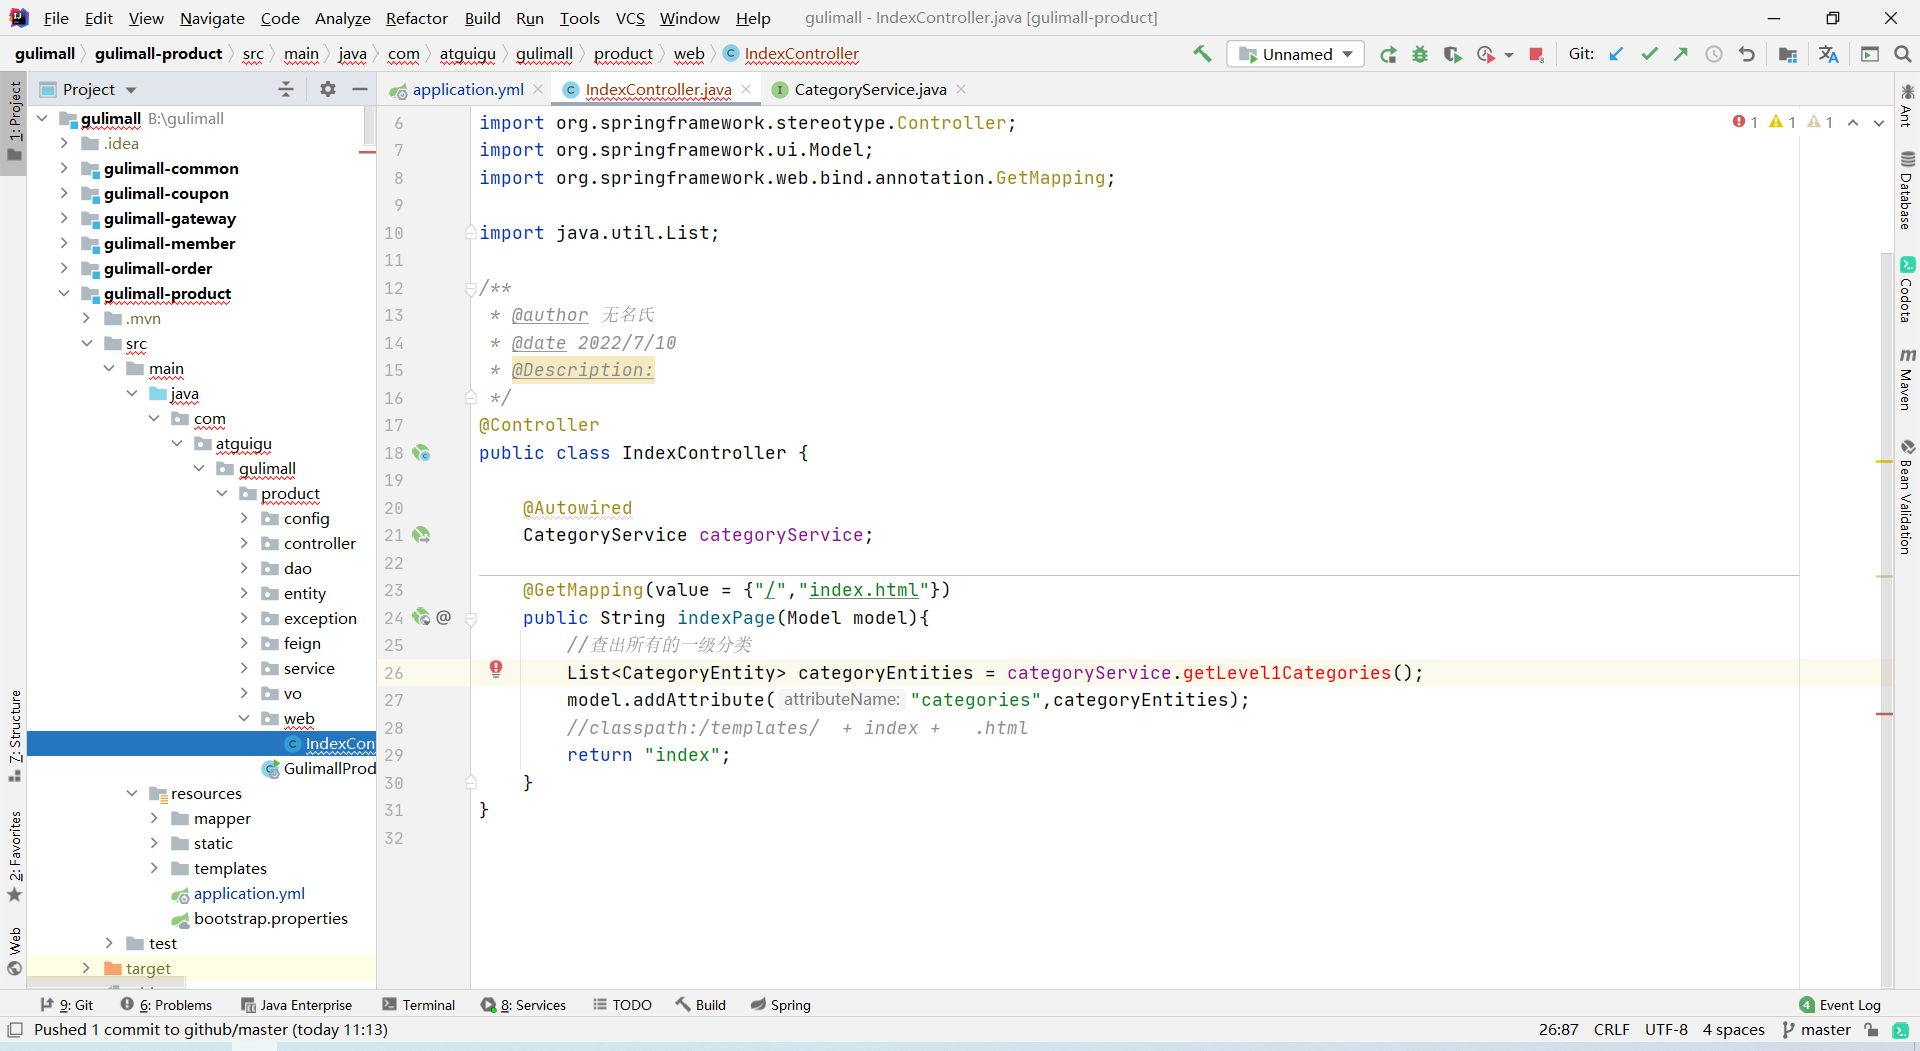 File Edit View Navigate Code Analyze Refactor Build Run Tools VCS Window Help gulimall - IndexController.java [gulimall-product]
gulimall gulimall-product src main java com atguigu gulimall product web IndexController Unnamed Git:
1: Project
Project
application.yml
IndexController.java
CategoryService.java
gulimall B:\gulimall
.idea
gulimall-common
gulimall-coupon
gulimall-gateway
gulimall-member
gulimall-order
gulimall-product
.mvn
src
main
java
com
atguigu
gulimall
product
config
controller
dao
entity
exception
feign
service
vo
web
IndexCon
GulimallProd
resources
mapper
static
templates
application.yml
bootstrap.properties
test
target
7: Structure
2: Favorites
Web
6 import org.springframework.stereotype.Controller;
7 import org.springframework.ui.Model;
8 import org.springframework.web.bind.annotation.GetMapping;
9
10 import java.util.List;
11
12 /**
13 * @author 无名氏
14 * @date 2022/7/10
15 * @Description:
16 */
17 @Controller
18 public class IndexController {
19
20 @Autowired
21 CategoryService categoryService;
22
23 @GetMapping(value = {"/","index.html"})
24 @ public String indexPage(Model model){
25 //查出所有的一级分类
26 List<CategoryEntity> categoryEntities = categoryService.getLevel1Categories();
27 model.addAttribute( attributeName: "categories",categoryEntities);
28 //classpath:/templates/ + index + .html
29 return "index";
30 }
31 }
32
1 1 1
Ant
Database
Codota
Maven
Bean Validation
9: Git 6: Problems Java Enterprise Terminal 8: Services TODO Build Spring 4 Event Log
Pushed 1 commit to github/master (today 11:13) 26:87 CRLF UTF-8 4 spaces master